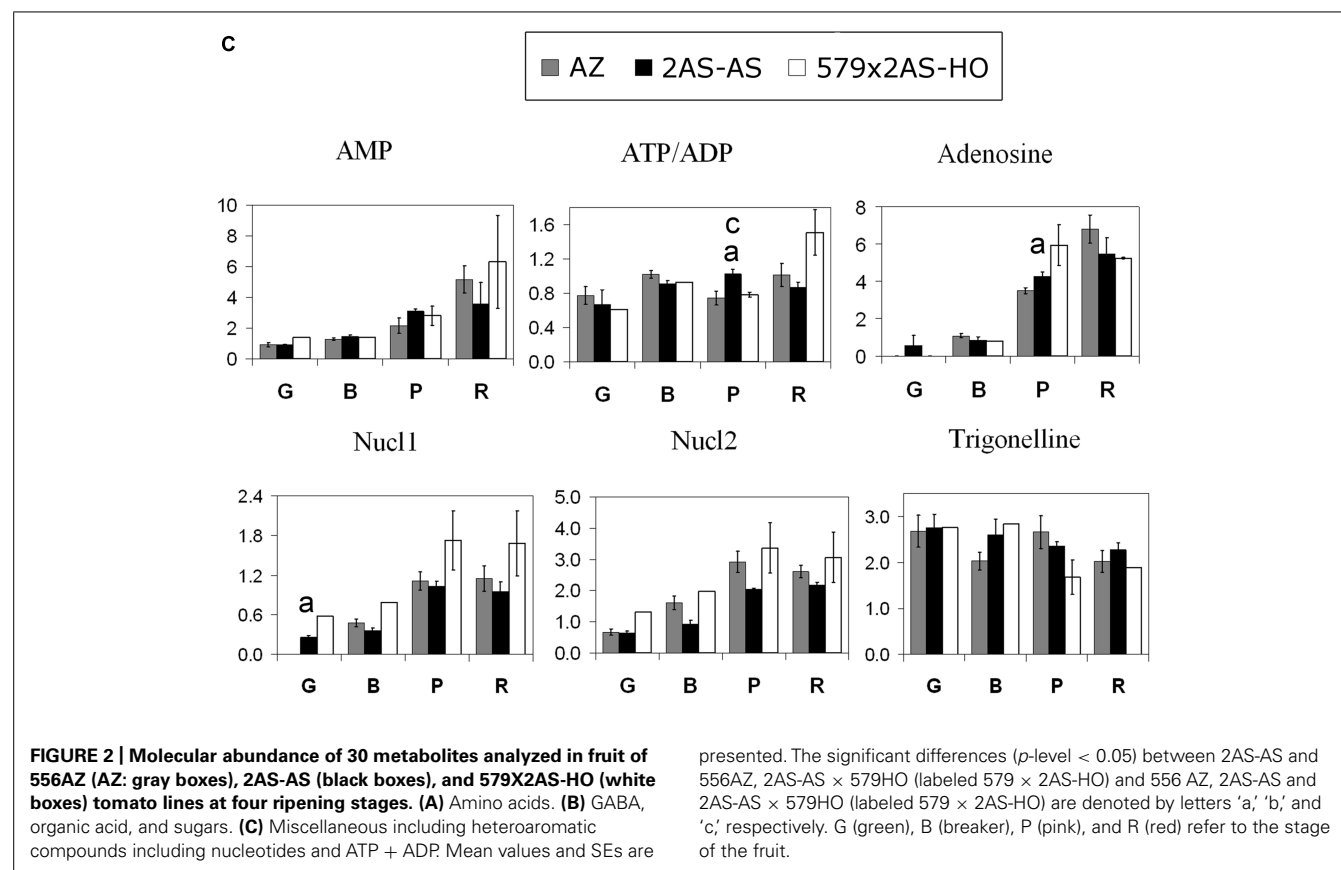 C
AZ 2AS-AS 579x2AS-HO
AMP
10
8
6
4
2
0
G B P R
ATP/ADP
1.6
1.2
0.8
0.4
0.0
c
a
G B P R
Adenosine
8
6
4
2
0
a
G B P R
Nucl1
2.4
1.8
1.2
0.6
0.0
a
G B P R
Nucl2
5.0
4.0
3.0
2.0
1.0
0.0
G B P R
Trigonelline
3.0
2.0
1.0
0.0
G B P R
FIGURE 2 | Molecular abundance of 30 metabolites analyzed in fruit of
556AZ (AZ: gray boxes), 2AS-AS (black boxes), and 579X2AS-HO (white
boxes) tomato lines at four ripening stages. (A) Amino acids. (B) GABA,
organic acid, and sugars. (C) Miscellaneous including heteroaromatic
compounds including nucleotides and ATP + ADP. Mean values and SEs are
presented. The significant differences (p-level < 0.05) between 2AS-AS and
556AZ, 2AS-AS × 579HO (labeled 579 × 2AS-HO) and 556 AZ, 2AS-AS and
2AS-AS × 579HO (labeled 579 × 2AS-HO) are denoted by letters ‘a,’ ‘b,’ and
‘c,’ respectively. G (green), B (breaker), P (pink), and R (red) refer to the stage
of the fruit.